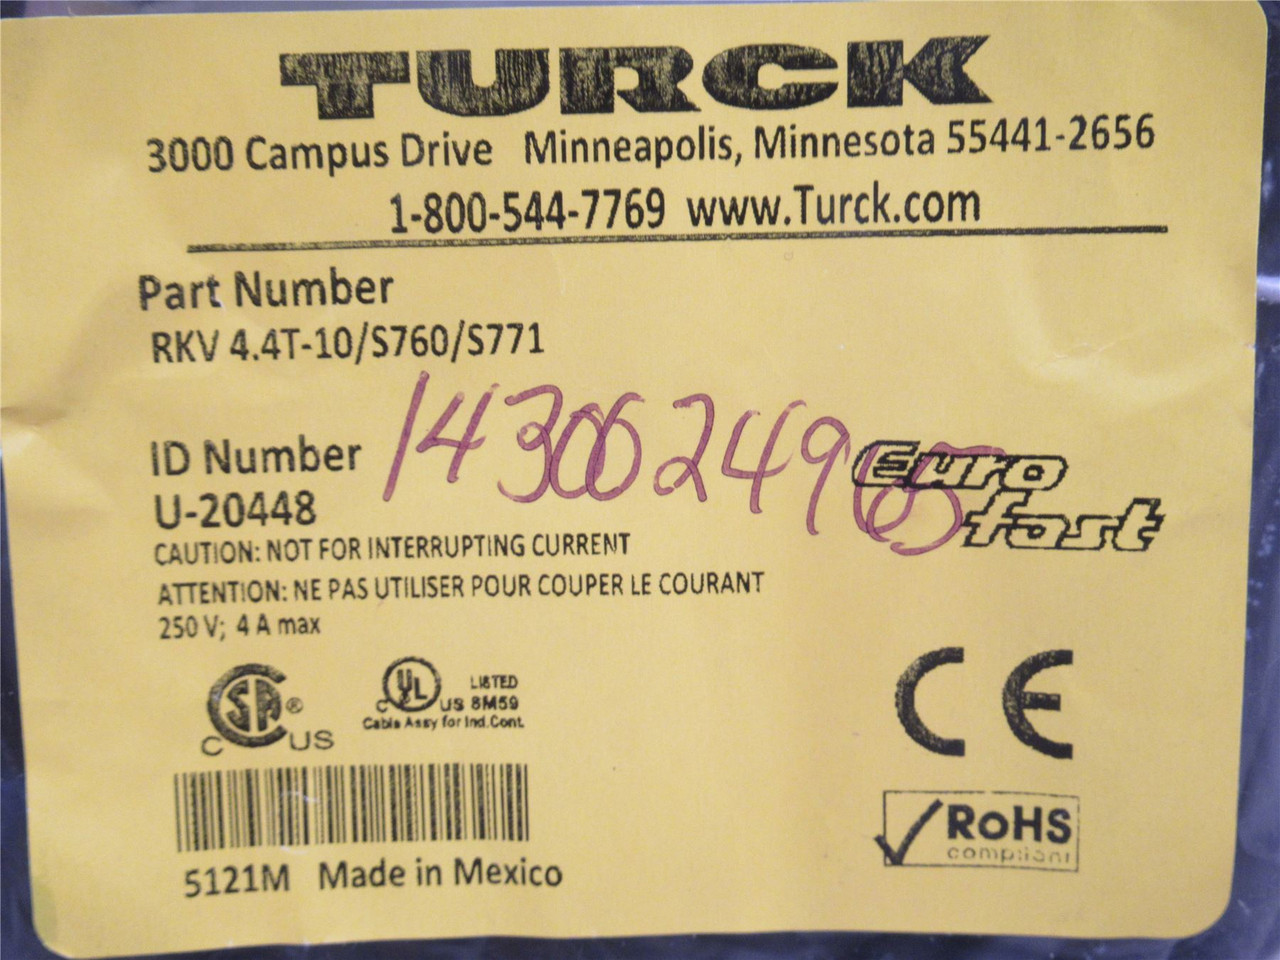 TURCK
3000 Campus Drive Minneapolis, Minnesota 55441-2656
1-800-544-7769 www.Turck.com
Part Number
RKV 4.4T-10/S760/S771
1430024965
ID Number
U-20448
Euro
fast
CAUTION: NOT FOR INTERRUPTING CURRENT
ATTENTION: NE PAS UTILISER POUR COUPER LE COURANT
250 V; 4 A max
SA ®
C US
UL
C US
LISTED
8M59
Cable Assy for Ind.Cont.
CE
RoHS
compliant
5121M Made in Mexico